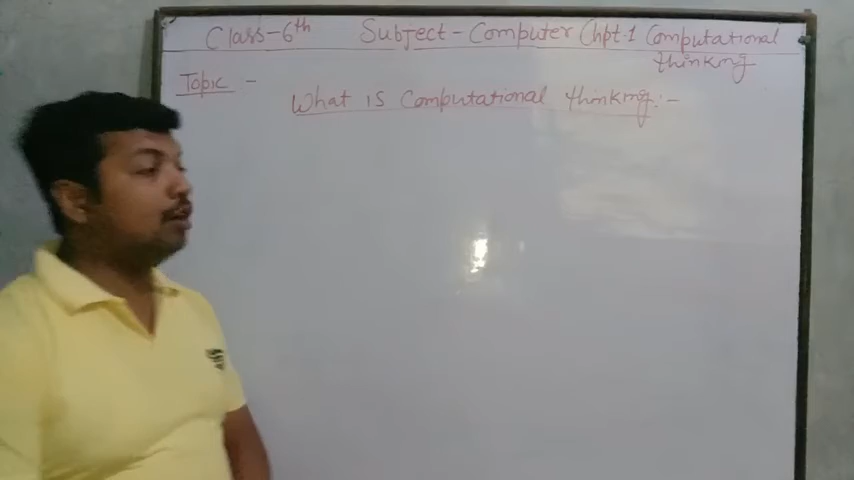 Class-6th Subject - Computer Chpt.1 Computational
thinking
Topic -
What is Computational thinking:-